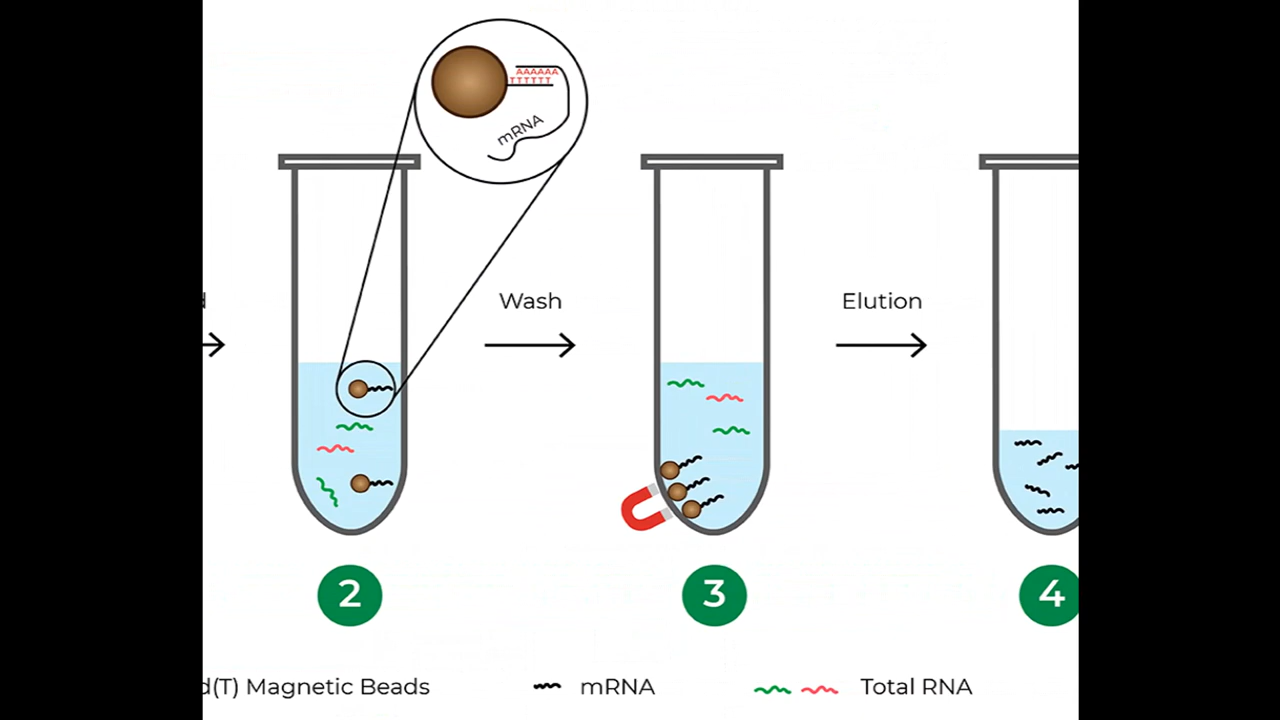 AAAAAA
TTTTTT
mRNA
d
Wash
Elution
2
3
4
d(T) Magnetic Beads
mRNA
Total RNA